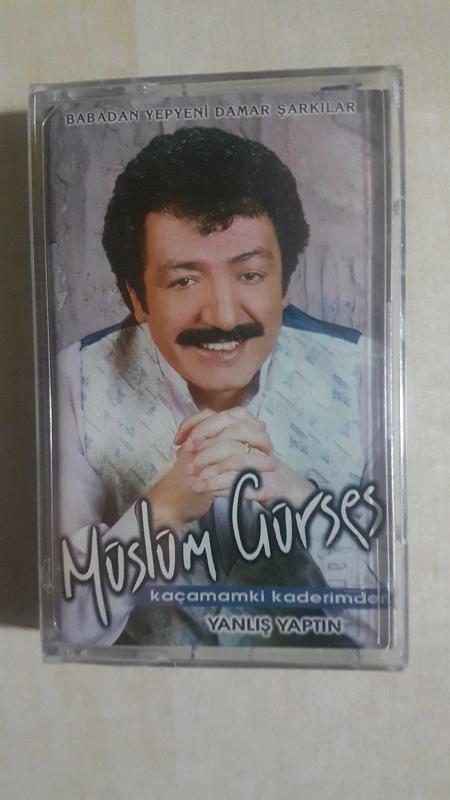 BABADAN YEPYENİ DAMAR ŞARKILAR
Müslüm Gürses
kaçamamki kaderimden
YANLIŞ YAPTIN